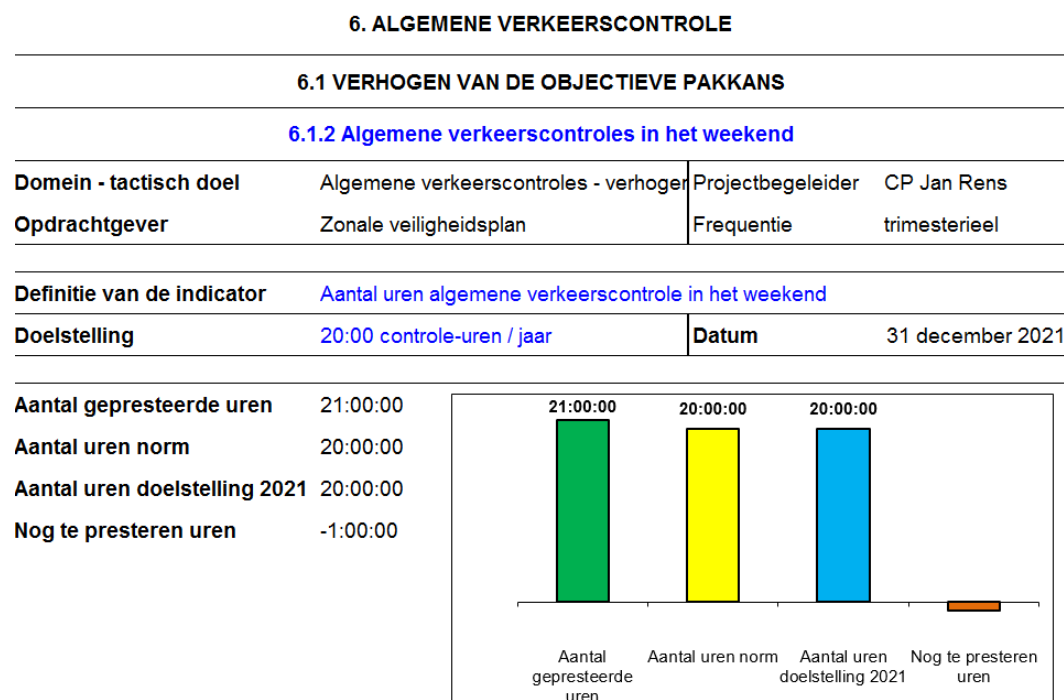 6. ALGEMENE VERKEERSCONTROLE
6.1 VERHOGEN VAN DE OBJECTIEVE PAKKANS
6.1.2 Algemene verkeerscontroles in het weekend
Domein - tactisch doel Algemene verkeerscontroles - verhoger Projectbegeleider CP Jan Rens
Opdrachtgever Zonale veiligheidsplan Frequentie trimesterieel
Definitie van de indicator Aantal uren algemene verkeerscontrole in het weekend
Doelstelling 20:00 controle-uren / jaar Datum 31 december 2021
Aantal gepresteerde uren 21:00:00
Aantal uren norm 20:00:00
Aantal uren doelstelling 2021 20:00:00
Nog te presteren uren -1:00:00
21:00:00 20:00:00 20:00:00
Aantal gepresteerde uren
Aantal uren norm
Aantal uren doelstelling 2021
Nog te presteren uren